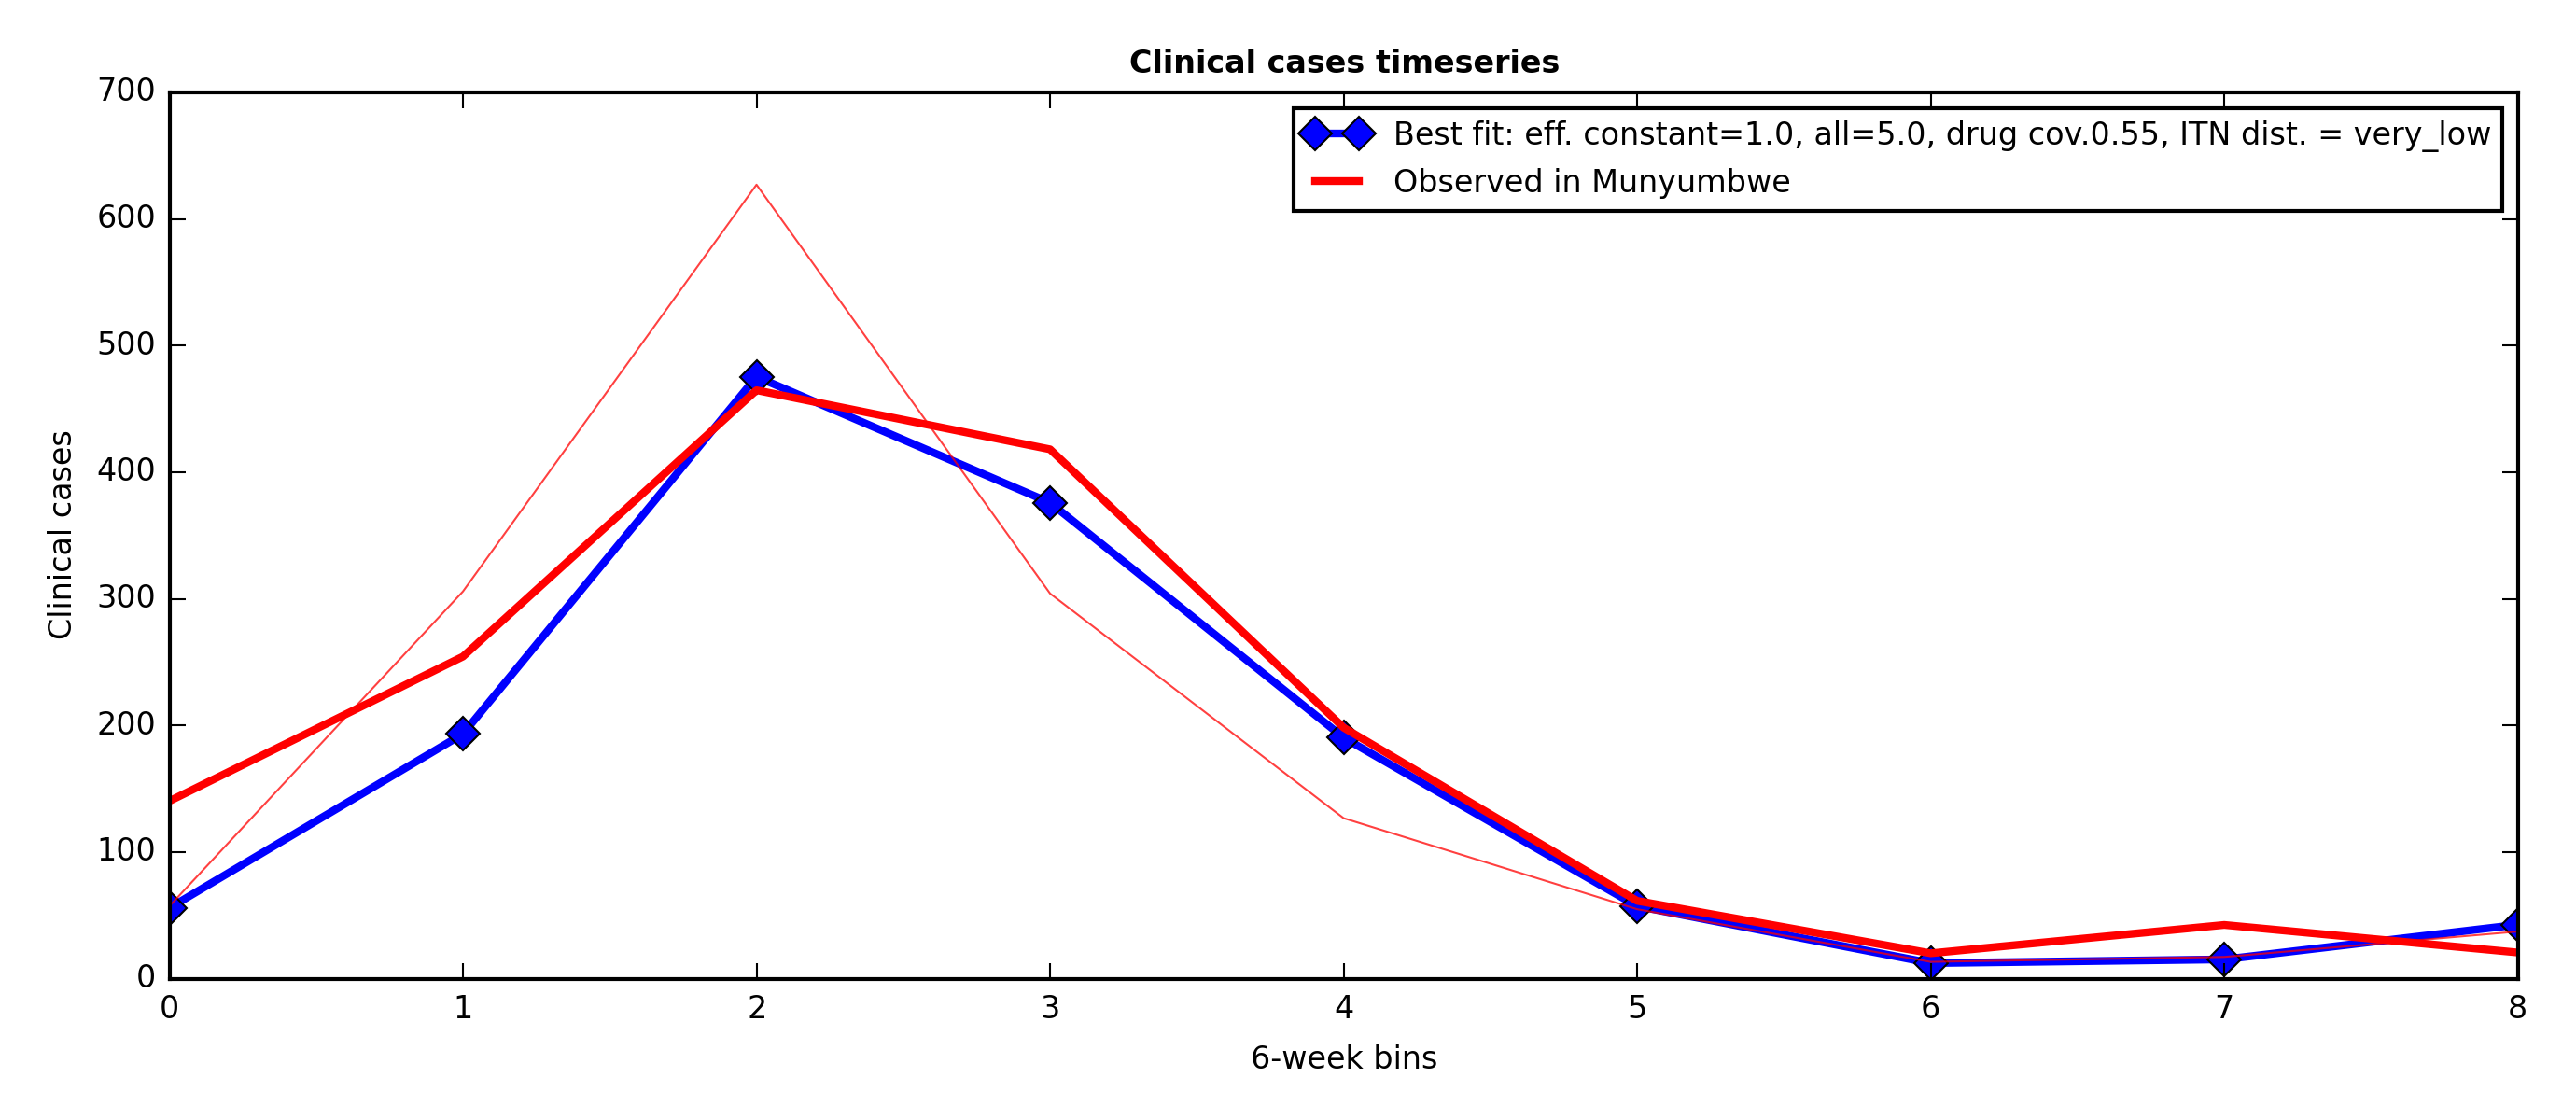 Clinical cases timeseries
700
600
500
400
300
200
100
0
Clinical cases
Best fit: eff. constant=1.0, all=5.0, drug cov.0.55, ITN dist. = very_low
Observed in Munyumbwe
0 1 2 3 4 5 6 7 8
6-week bins